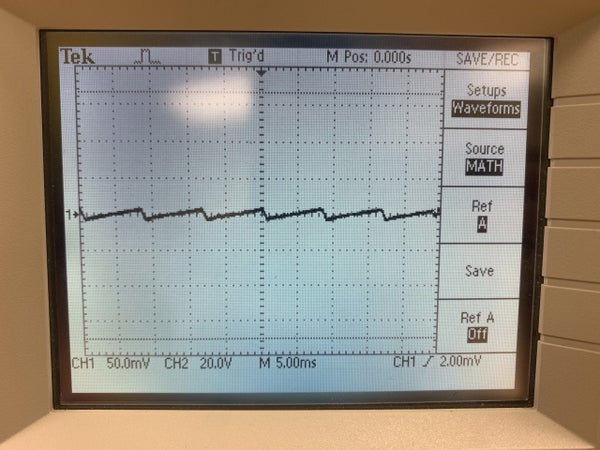 Tek T Trig'd M Pos: 0.000s SAVE/REC
Setups
Waveforms
Source
MATH
Ref
A
Save
Ref A
Off
1
CH1 50.0mV CH2 20.0V M 5.00ms CH1 2.00mV